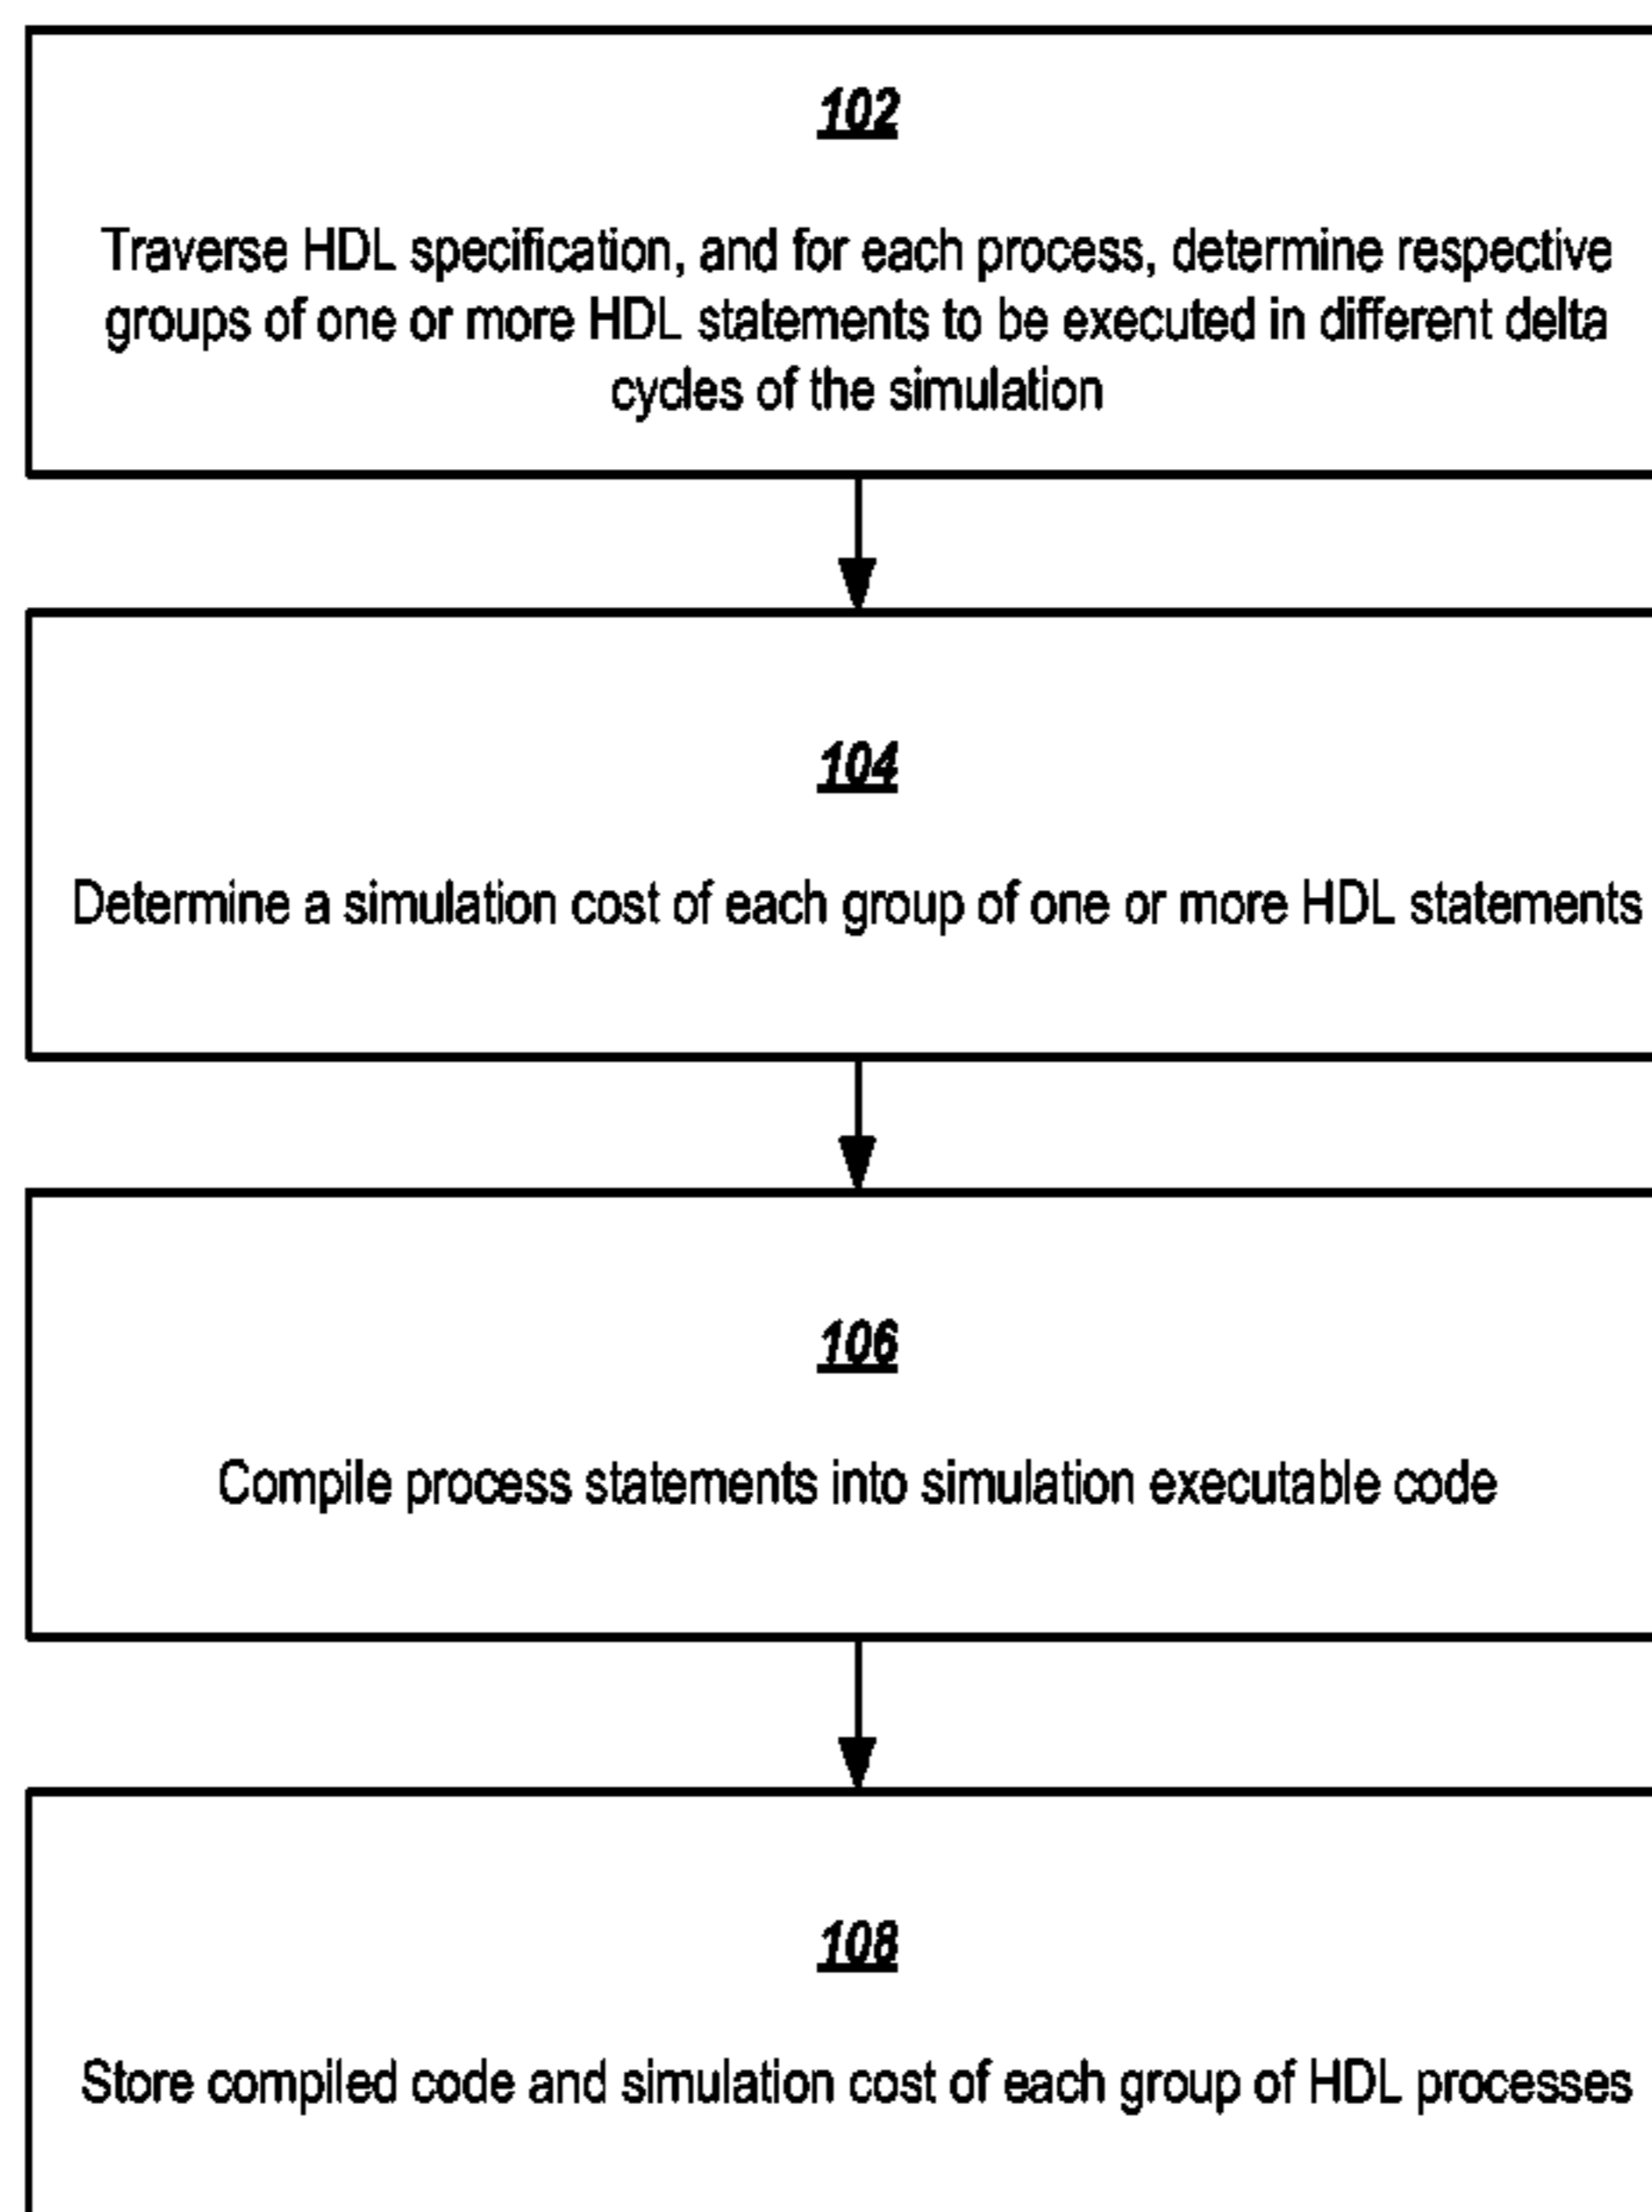 102
Traverse HDL specification, and for each process, determine respective
groups of one or more HDL statements to be executed in different delta
cycles of the simulation
104
Determine a simulation cost of each group of one or more HDL statements
106
Compile process statements into simulation executable code
108
Store compiled code and simulation cost of each group of HDL processes